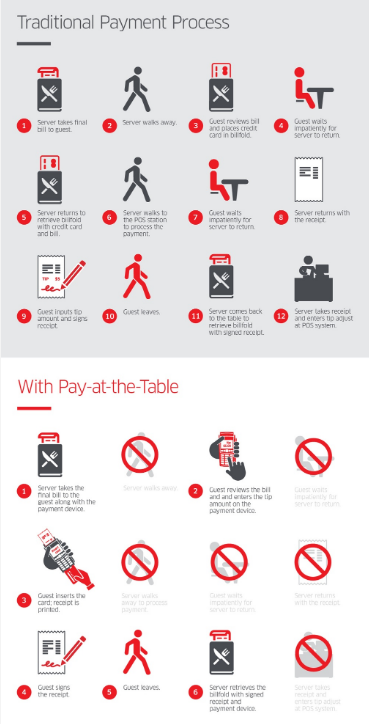 Traditional Payment Process
1 Server takes final
bill to guest.
2 Server walks away.
3 Guest reviews bill
and places credit
card in billfold.
4 Guest waits
impatiently for
server to return.
5 Server returns to
retrieve billfold
with credit card
and bill.
6 Server walks to
the POS station
to process the
payment.
7 Guest waits
impatiently for
server to return.
8 Server returns with
the receipt.
9 Guest inputs tip
amount and signs
receipt.
10 Guest leaves.
11 Server comes back
to the table to
retrieve billfold
with signed receipt.
12 Server takes receipt
and enters tip adjust
at POS system.
With Pay-at-the-Table
1 Server takes the
final bill to the
guest along with the
payment device.
Server walks away.
2 Guest reviews the bill
and and enters the tip
amount on the
payment device.
Guest waits
impatiently for
server to return.
3 Guest inserts the
card; receipt is
printed.
Server walks
away to process
payment.
Guest waits
impatiently for
server to return.
Server returns
with the receipt.
4 Guest signs
the receipt.
5 Guest leaves.
6 Server retrieves the
billfold with signed
receipt and
payment device.
Server takes
receipt and
enters tip adjust
at POS system.